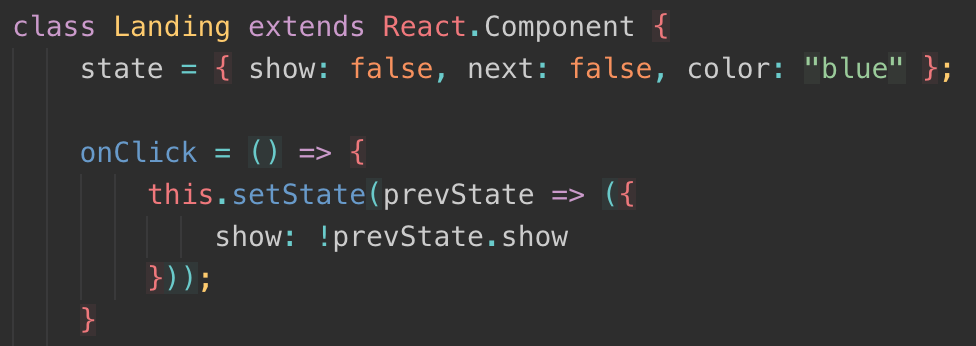 class Landing extends React.Component {
    state = { show: false, next: false, color: "blue" };

    onClick = () => {
        this.setState(prevState => ({
            show: !prevState.show
        }));
    }